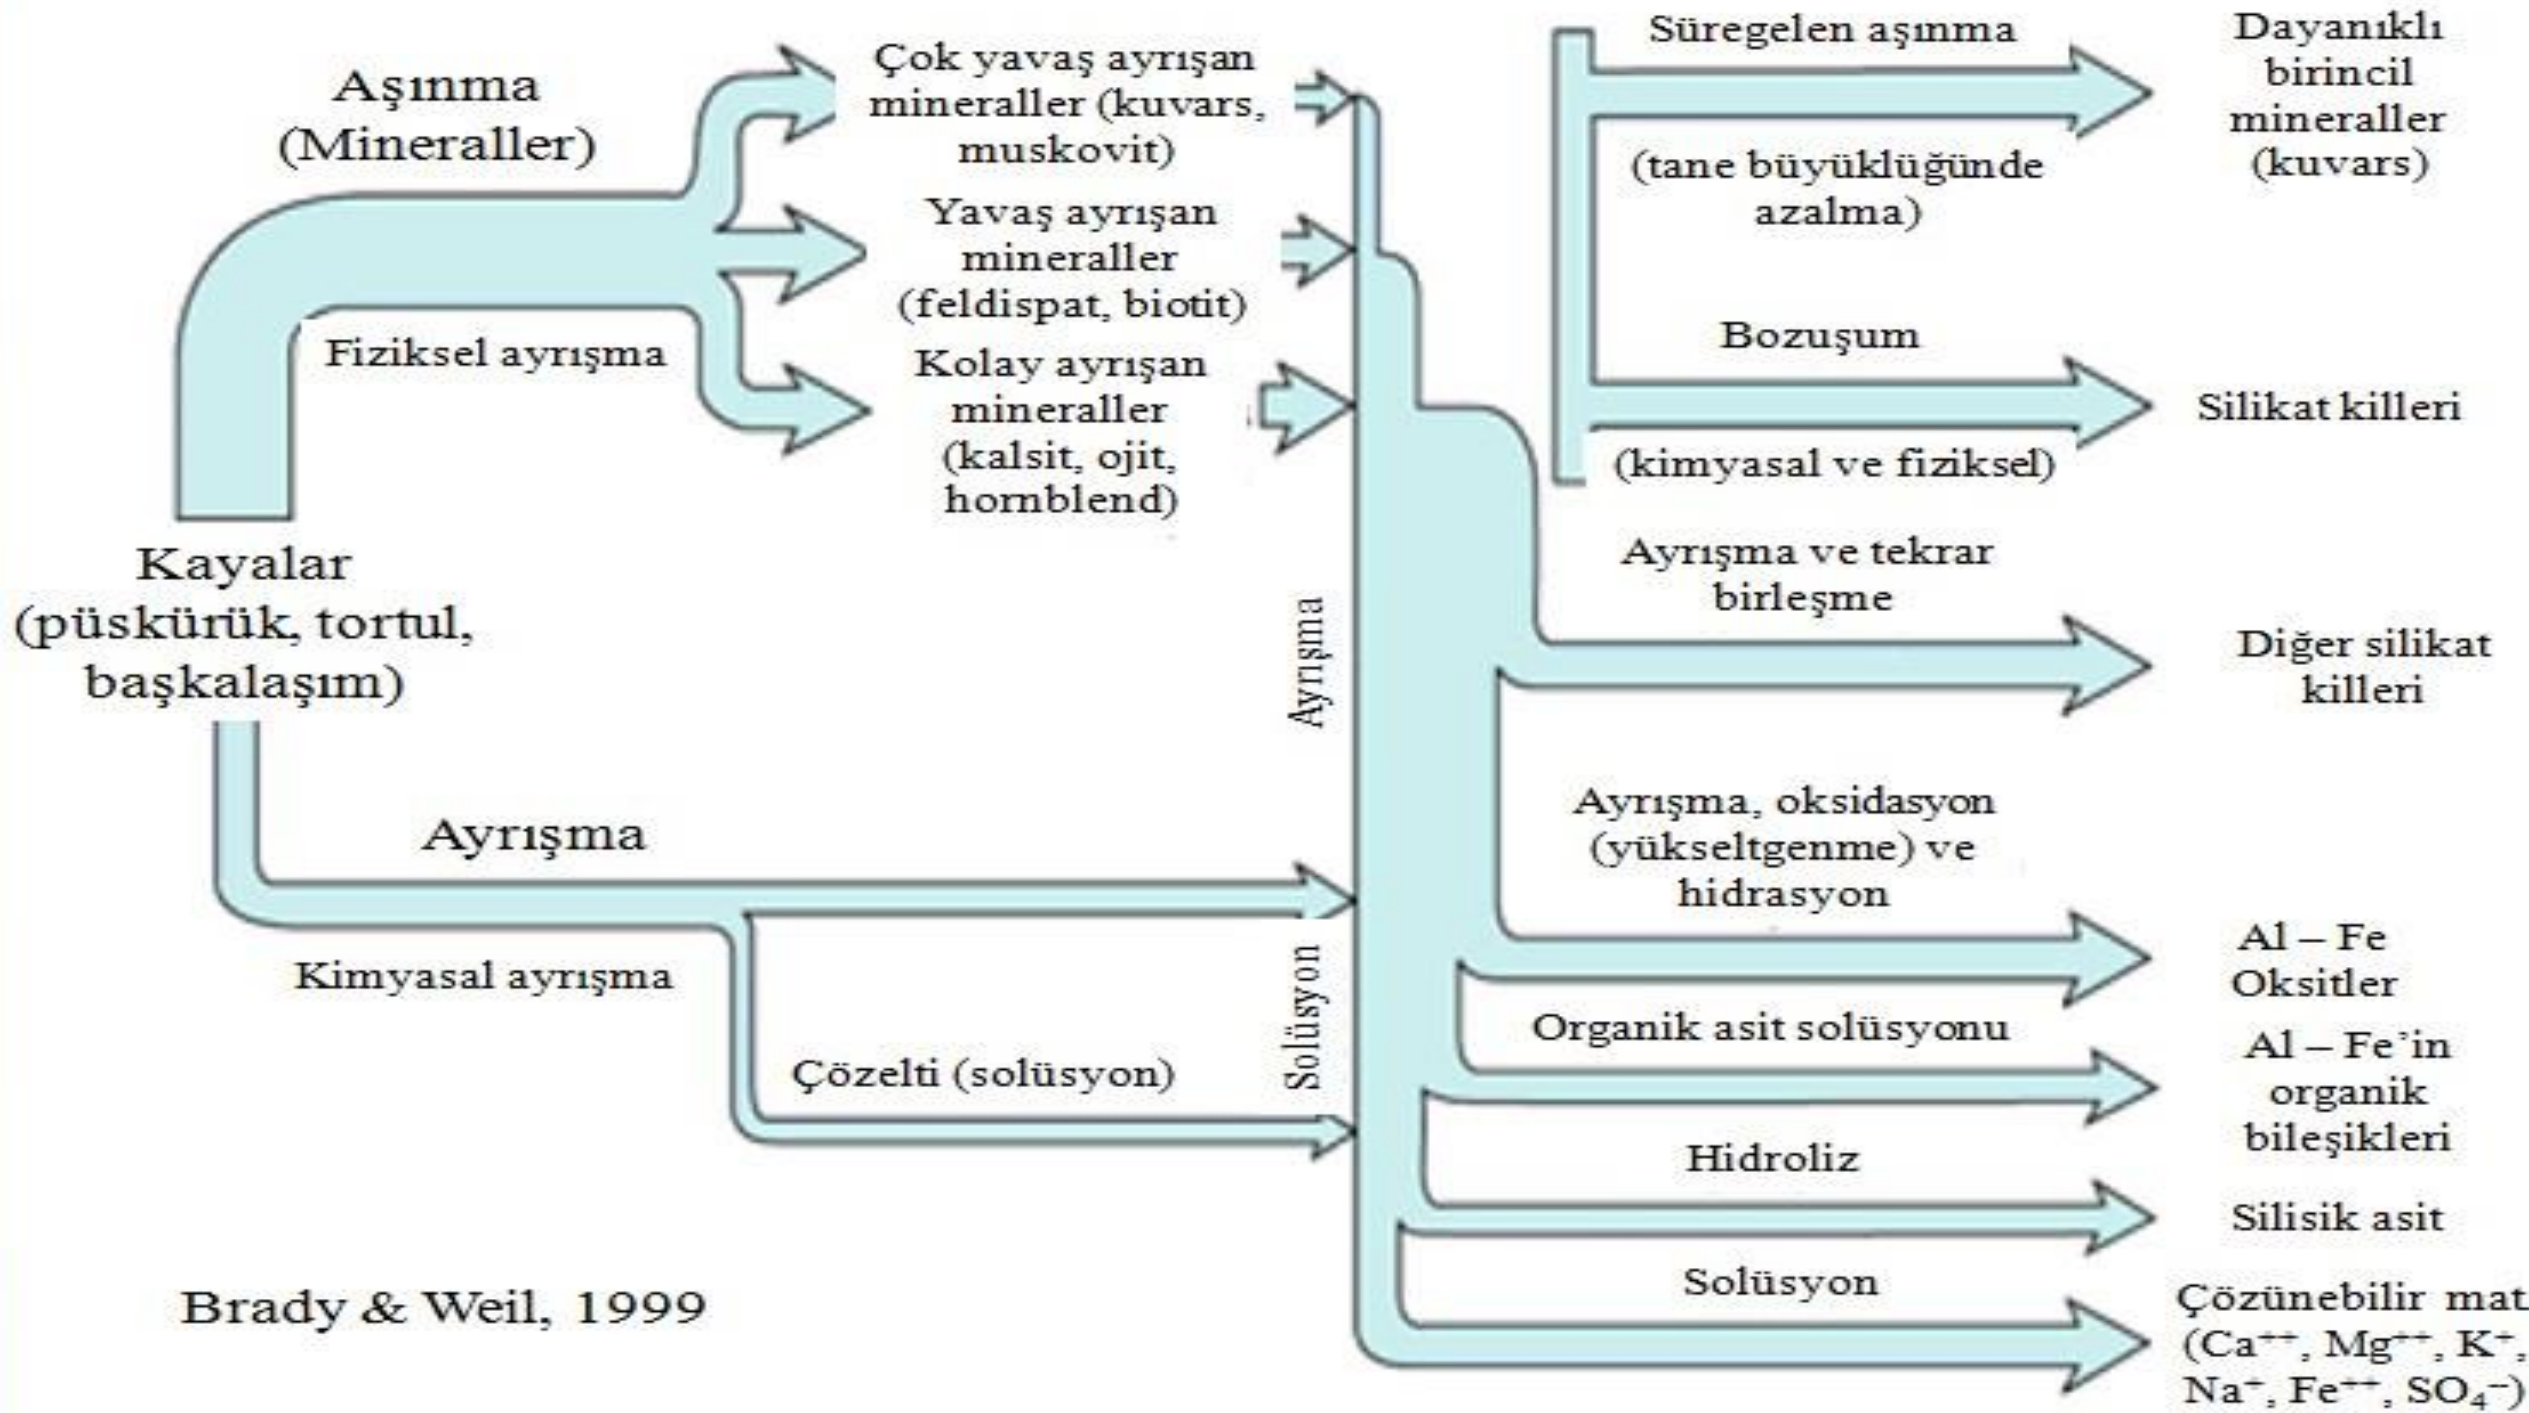 Aşınma
(Mineraller)
Fiziksel ayrışma
Kayalar
(püskürük, tortul,
başkalaşım)
Ayrışma
Kimyasal ayrışma
Çözelti (solüsyon)
Brady & Weil, 1999
Çok yavaş ayrışan
mineraller (kuvars,
muskovit)
Yavaş ayrışan
mineraller
(feldispat, biotit)
Kolay ayrışan
mineraller
(kalsit, ojit,
hornblend)
Ayrışma
Solüsyon
Süregelen aşınma
(tane büyüklüğünde
azalma)
Dayanıklı
birincil
mineraller
(kuvars)
Bozuşum
(kimyasal ve fiziksel)
Silikat killeri
Ayrışma ve tekrar
birleşme
Diğer silikat
killeri
Ayrışma, oksidasyon
(yükseltgenme) ve
hidrasyon
Al – Fe
Oksitler
Organik asit solüsyonu
Al – Fe’in
organik
bileşikleri
Hidroliz
Silisik asit
Solüsyon
Çözünebilir mat.
(Ca⁺⁺, Mg⁺⁺, K⁺,
Na⁺, Fe⁺⁺, SO₄⁻⁻)